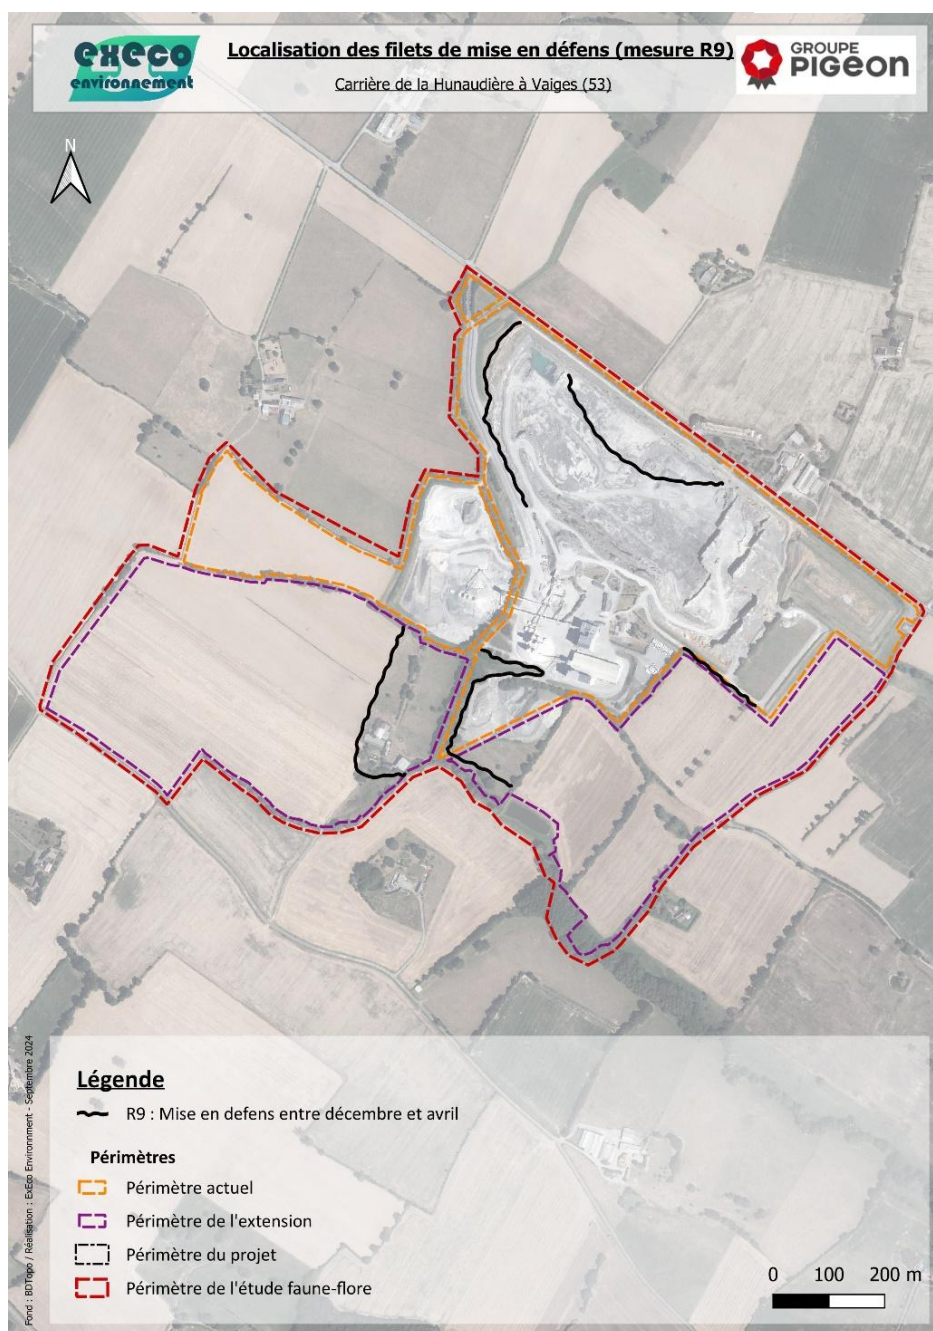 execo
environnement
Localisation des filets de mise en défens (mesure R9)
Carrière de la Hunaudière à Vaiges (53)
GROUPE
PIGEON
N
Légende
R9 : Mise en defens entre décembre et avril
Périmètres
Périmètre actuel
Périmètre de l'extension
Périmètre du projet
Périmètre de l'étude faune-flore
0 100 200 m
Fond : BDTopo / Réalisation : ExEco Environnment - Septembre 2024